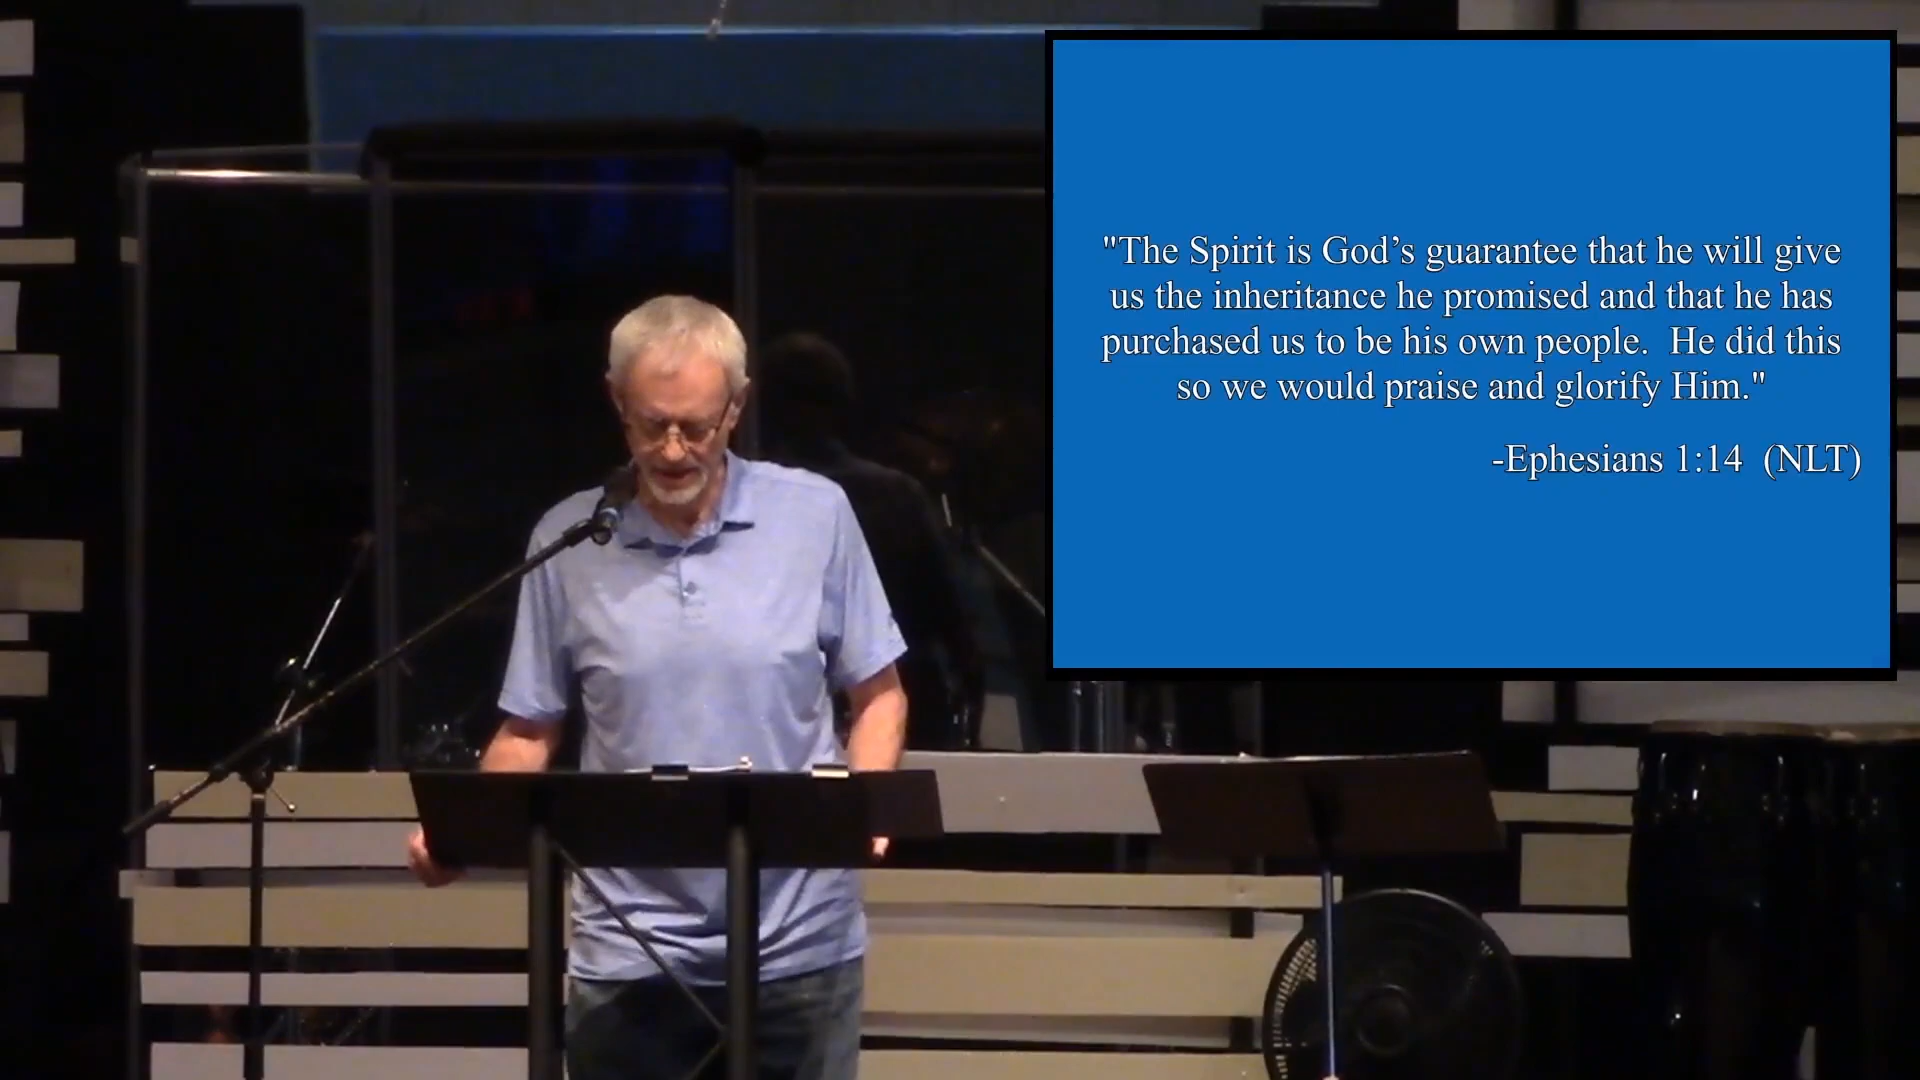 "The Spirit is God’s guarantee that he will give
us the inheritance he promised and that he has
purchased us to be his own people.  He did this
so we would praise and glorify Him."
-Ephesians 1:14  (NLT)